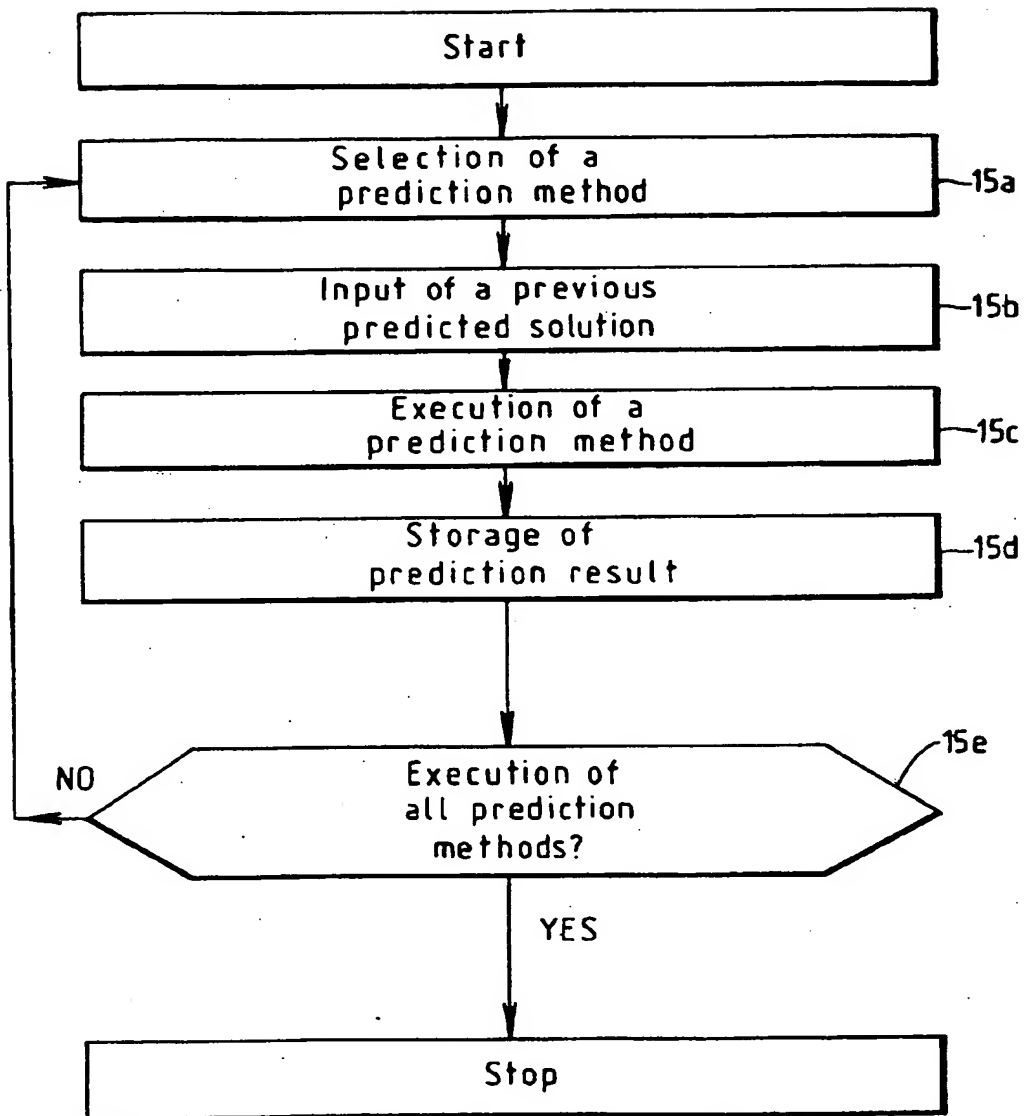 Start
Selection of a
prediction method
15a
Input of a previous
predicted solution
15b
Execution of a
prediction method
15c
Storage of
prediction result
15d
15e
NO
Execution of
all prediction
methods?
YES
Stop